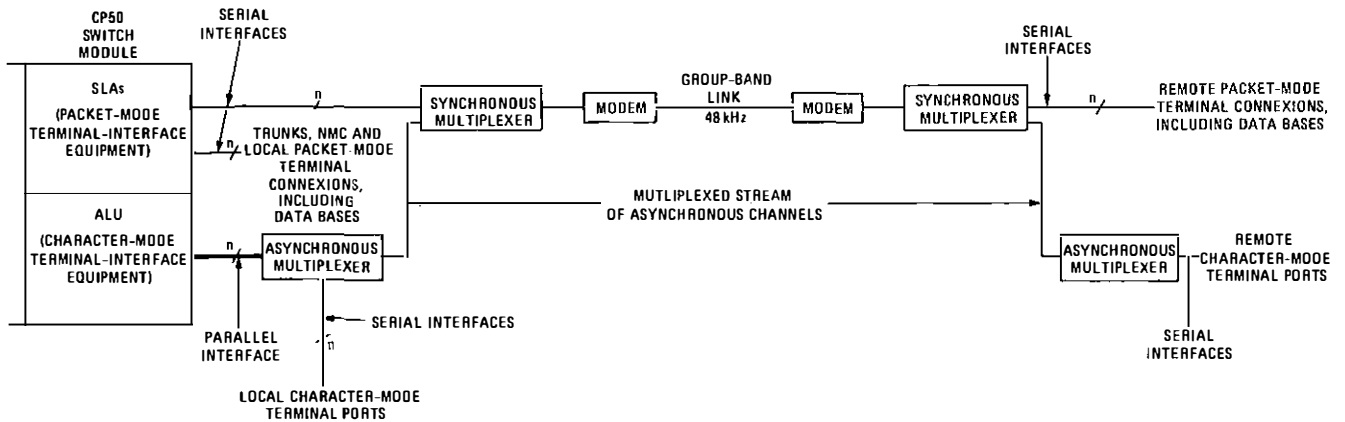 CP50
SWITCH
MODULE
SERIAL
INTERFACES
SLAs
(PACKET-MODE
TERMINAL-INTERFACE
EQUIPMENT)
n
n
TRUNKS, NMC AND
LOCAL PACKET-MODE
TERMINAL
CONNEXIONS,
INCLUDING
DATA BASES
SYNCHRONOUS
MULTIPLEXER
MODEM
GROUP-BAND
LINK
48 kHz
MODEM
SYNCHRONOUS
MULTIPLEXER
SERIAL
INTERFACES
n
REMOTE PACKET-MODE
TERMINAL CONNEXIONS,
INCLUDING DATA BASES
MUTLIPLEXED STREAM
OF ASYNCHRONOUS CHANNELS
ALU
(CHARACTER-MODE
TERMINAL-INTERFACE
EQUIPMENT)
n
ASYNCHRONOUS
MULTIPLEXER
ASYNCHRONOUS
MULTIPLEXER
REMOTE
CHARACTER-MODE
TERMINAL PORTS
PARALLEL
INTERFACE
SERIAL INTERFACES
n
SERIAL
INTERFACES
LOCAL CHARACTER-MODE
TERMINAL PORTS